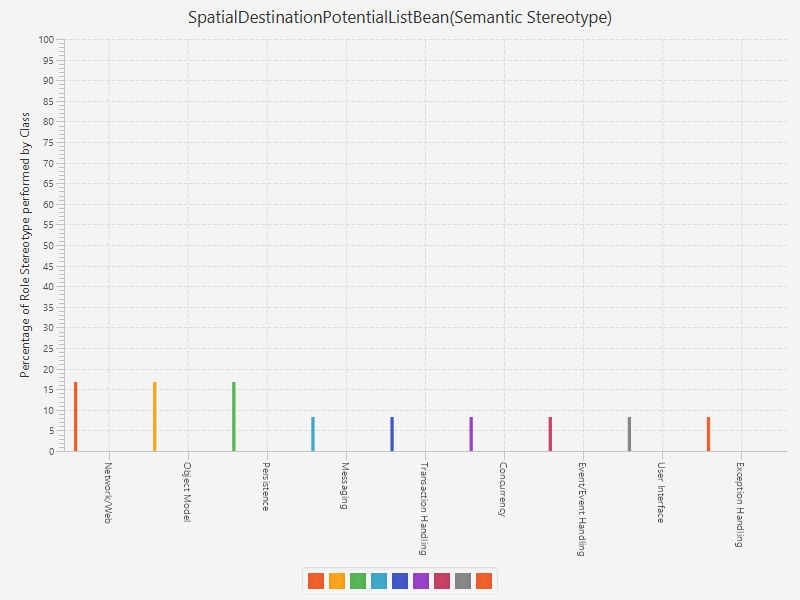 SpatialDestinationPotentialListBean(Semantic Stereotype)
Percentage of Role Stereotype performed by Class
100
95
90
85
80
75
70
65
60
55
50
45
40
35
30
25
20
15
10
5
0
Network/Web
Object Model
Persistence
Messaging
Transaction Handling
Concurrency
Event/Event Handling
User Interface
Exception Handling